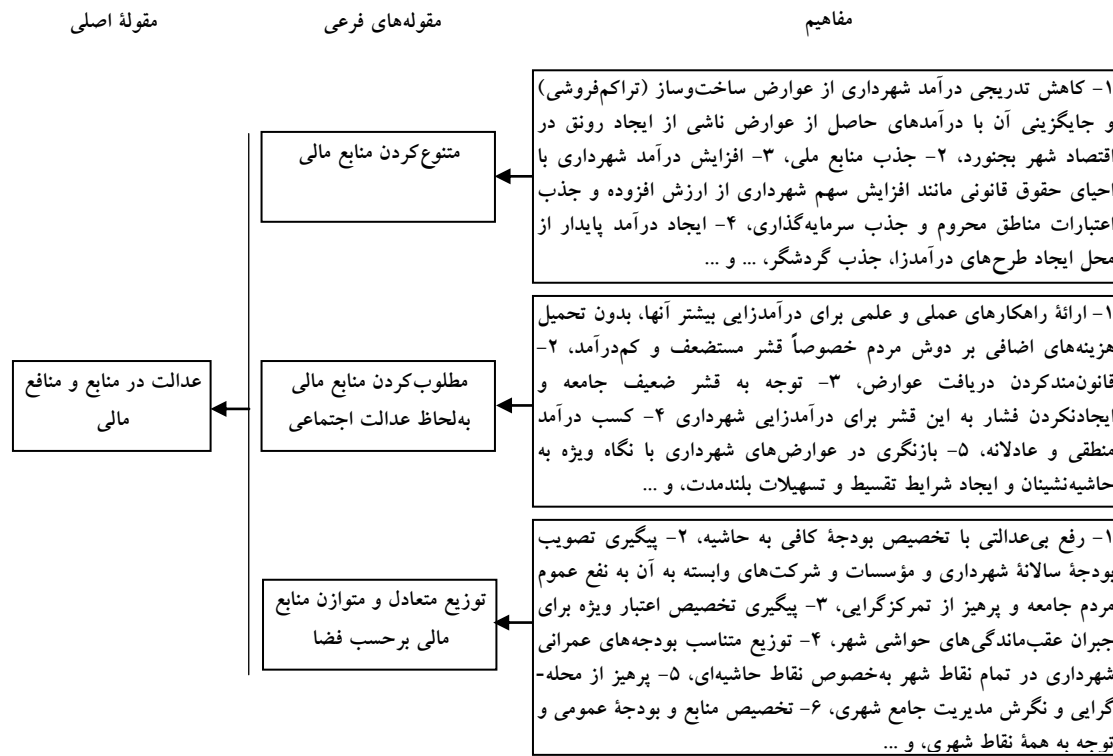 مفاهیم
مقوله‌های فرعی
مقولهٔ اصلی
۱- کاهش تدریجی درآمد شهرداری از عوارض ساخت‌وساز (تراکم‌فروشی)
و جایگزینی آن با درآمدهای حاصل از عوارض ناشی از ایجاد رونق در
اقتصاد شهر بجنورد، ۲- جذب منابع ملی، ۳- افزایش درآمد شهرداری با
احیای حقوق قانونی مانند افزایش سهم شهرداری از ارزش افزوده و جذب
اعتبارات مناطق محروم و جذب سرمایه‌گذاری، ۴- ایجاد درآمد پایدار از
محل ایجاد طرح‌های درآمدزا، جذب گردشگر، ... و ...
متنوع‌کردن منابع مالی
۱- ارائهٔ راهکارهای عملی و علمی برای درآمدزایی بیشتر آنها، بدون تحمیل
هزینه‌های اضافی بر دوش مردم خصوصاً قشر مستضعف و کم‌درآمد، ۲-
قانون‌مندکردن دریافت عوارض، ۳- توجه به قشر ضعیف جامعه و
ایجادنکردن فشار به این قشر برای درآمدزایی شهرداری ۴- کسب درآمد
منطقی و عادلانه، ۵- بازنگری در عوارض‌های شهرداری با نگاه ویژه به
حاشیه‌نشینان و ایجاد شرایط تقسیط و تسهیلات بلندمدت، و ...
مطلوب‌کردن منابع مالی
به‌لحاظ عدالت اجتماعی
عدالت در منابع و منافع
مالی
۱- رفع بی‌عدالتی با تخصیص بودجهٔ کافی به حاشیه، ۲- پیگیری تصویب
بودجهٔ سالانهٔ شهرداری و مؤسسات و شرکت‌های وابسته به آن به نفع عموم
مردم جامعه و پرهیز از تمرکزگرایی، ۳- پیگیری تخصیص اعتبار ویژه برای
جبران عقب‌ماندگی‌های حواشی شهر، ۴- توزیع متناسب بودجه‌های عمرانی
شهرداری در تمام نقاط شهر به‌خصوص نقاط حاشیه‌ای، ۵- پرهیز از محله-
گرایی و نگرش مدیریت جامع شهری، ۶- تخصیص منابع و بودجهٔ عمومی و
توجه به همهٔ نقاط شهری، و ...
توزیع متعادل و متوازن منابع
مالی برحسب فضا